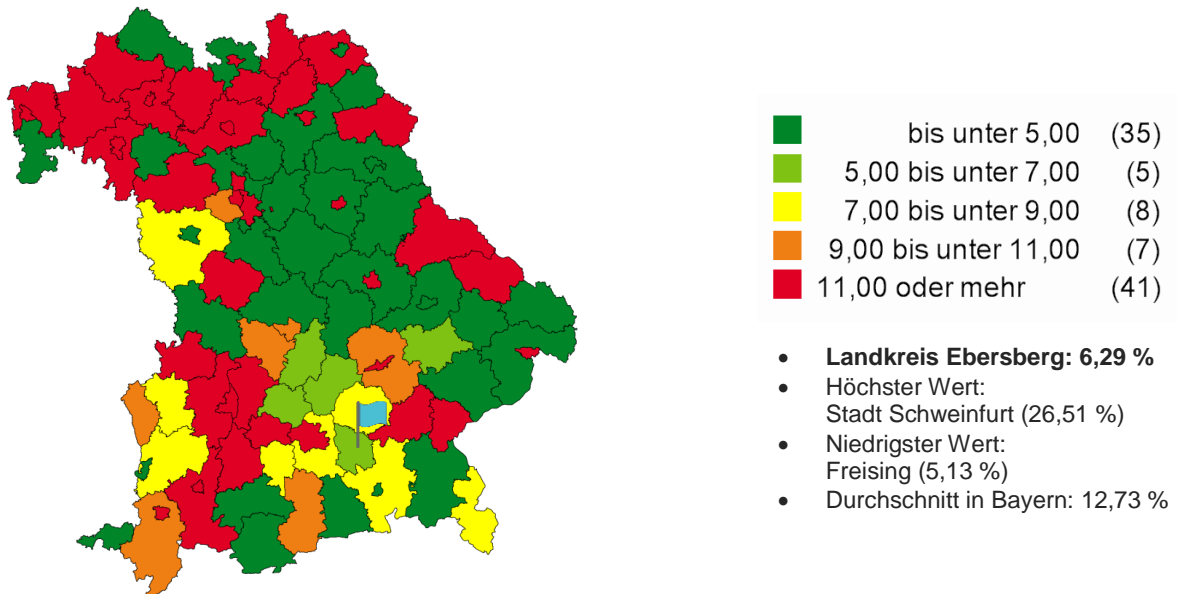 bis unter 5,00 (35)
5,00 bis unter 7,00 (5)
7,00 bis unter 9,00 (8)
9,00 bis unter 11,00 (7)
11,00 oder mehr (41)
• Landkreis Ebersberg: 6,29 %
• Höchster Wert:
Stadt Schweinfurt (26,51 %)
• Niedrigster Wert:
Freising (5,13 %)
• Durchschnitt in Bayern: 12,73 %